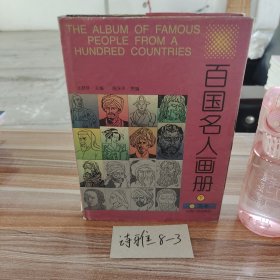 THE ALBUM OF FAMOUS
PEOPLE FROM A
HUNDRED COUNTRIES
百国名人画册
诗雅8-3